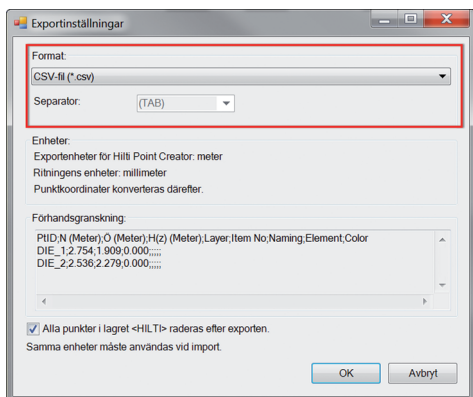 Exportinställningar
Format:
CSV-fil (*.csv)
Separator:
(TAB)
Enheter:
Exportenheter för Hilti Point Creator: meter
Ritningens enheter: millimeter
Punktkoordinater konverteras därefter.
Förhandsgranskning:
PtID;N (Meter);Ö (Meter);H(z) (Meter);Layer;Item No;Naming;Element;Color
DIE_1;2.754;1.909;0.000;;;;;
DIE_2;2.536;2.279;0.000;;;;;
Alla punkter i lagret <HILTI> raderas efter exporten.
Samma enheter måste användas vid import.
OK
Avbryt